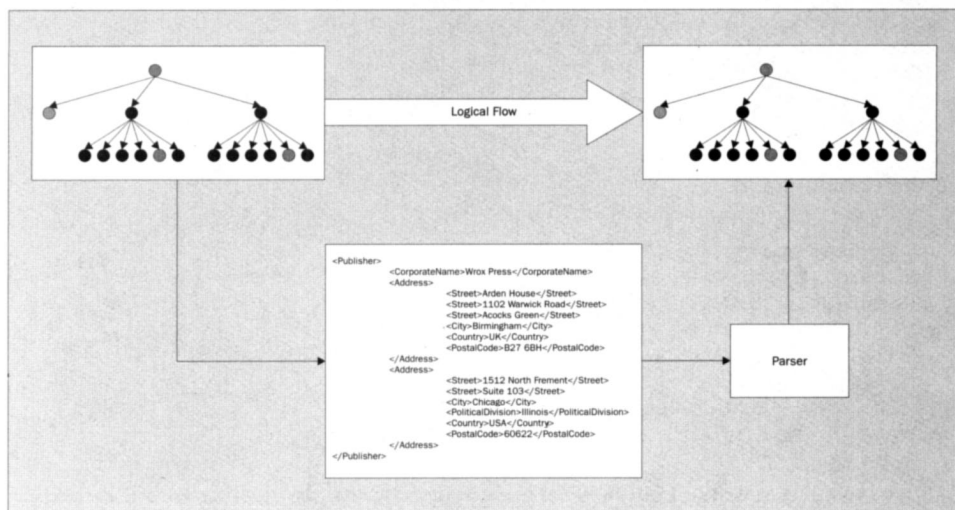 Logical Flow
<Publisher>
<CorporateName>Wrox Press</CorporateName>
<Address>
<Street>Arden House</Street>
<Street>1102 Warwick Road</Street>
<Street>Acocks Green</Street>
<City>Birmingham</City>
<Country>UK</Country>
<PostalCode>B27 6BH</PostalCode>
</Address>
<Address>
<Street>1512 North Fremont</Street>
<Street>Suite 103</Street>
<City>Chicago</City>
<PoliticalDivision>Illinois</PoliticalDivision>
<Country>USA</Country>
<PostalCode>60622</PostalCode>
</Address>
</Publisher>
Parser